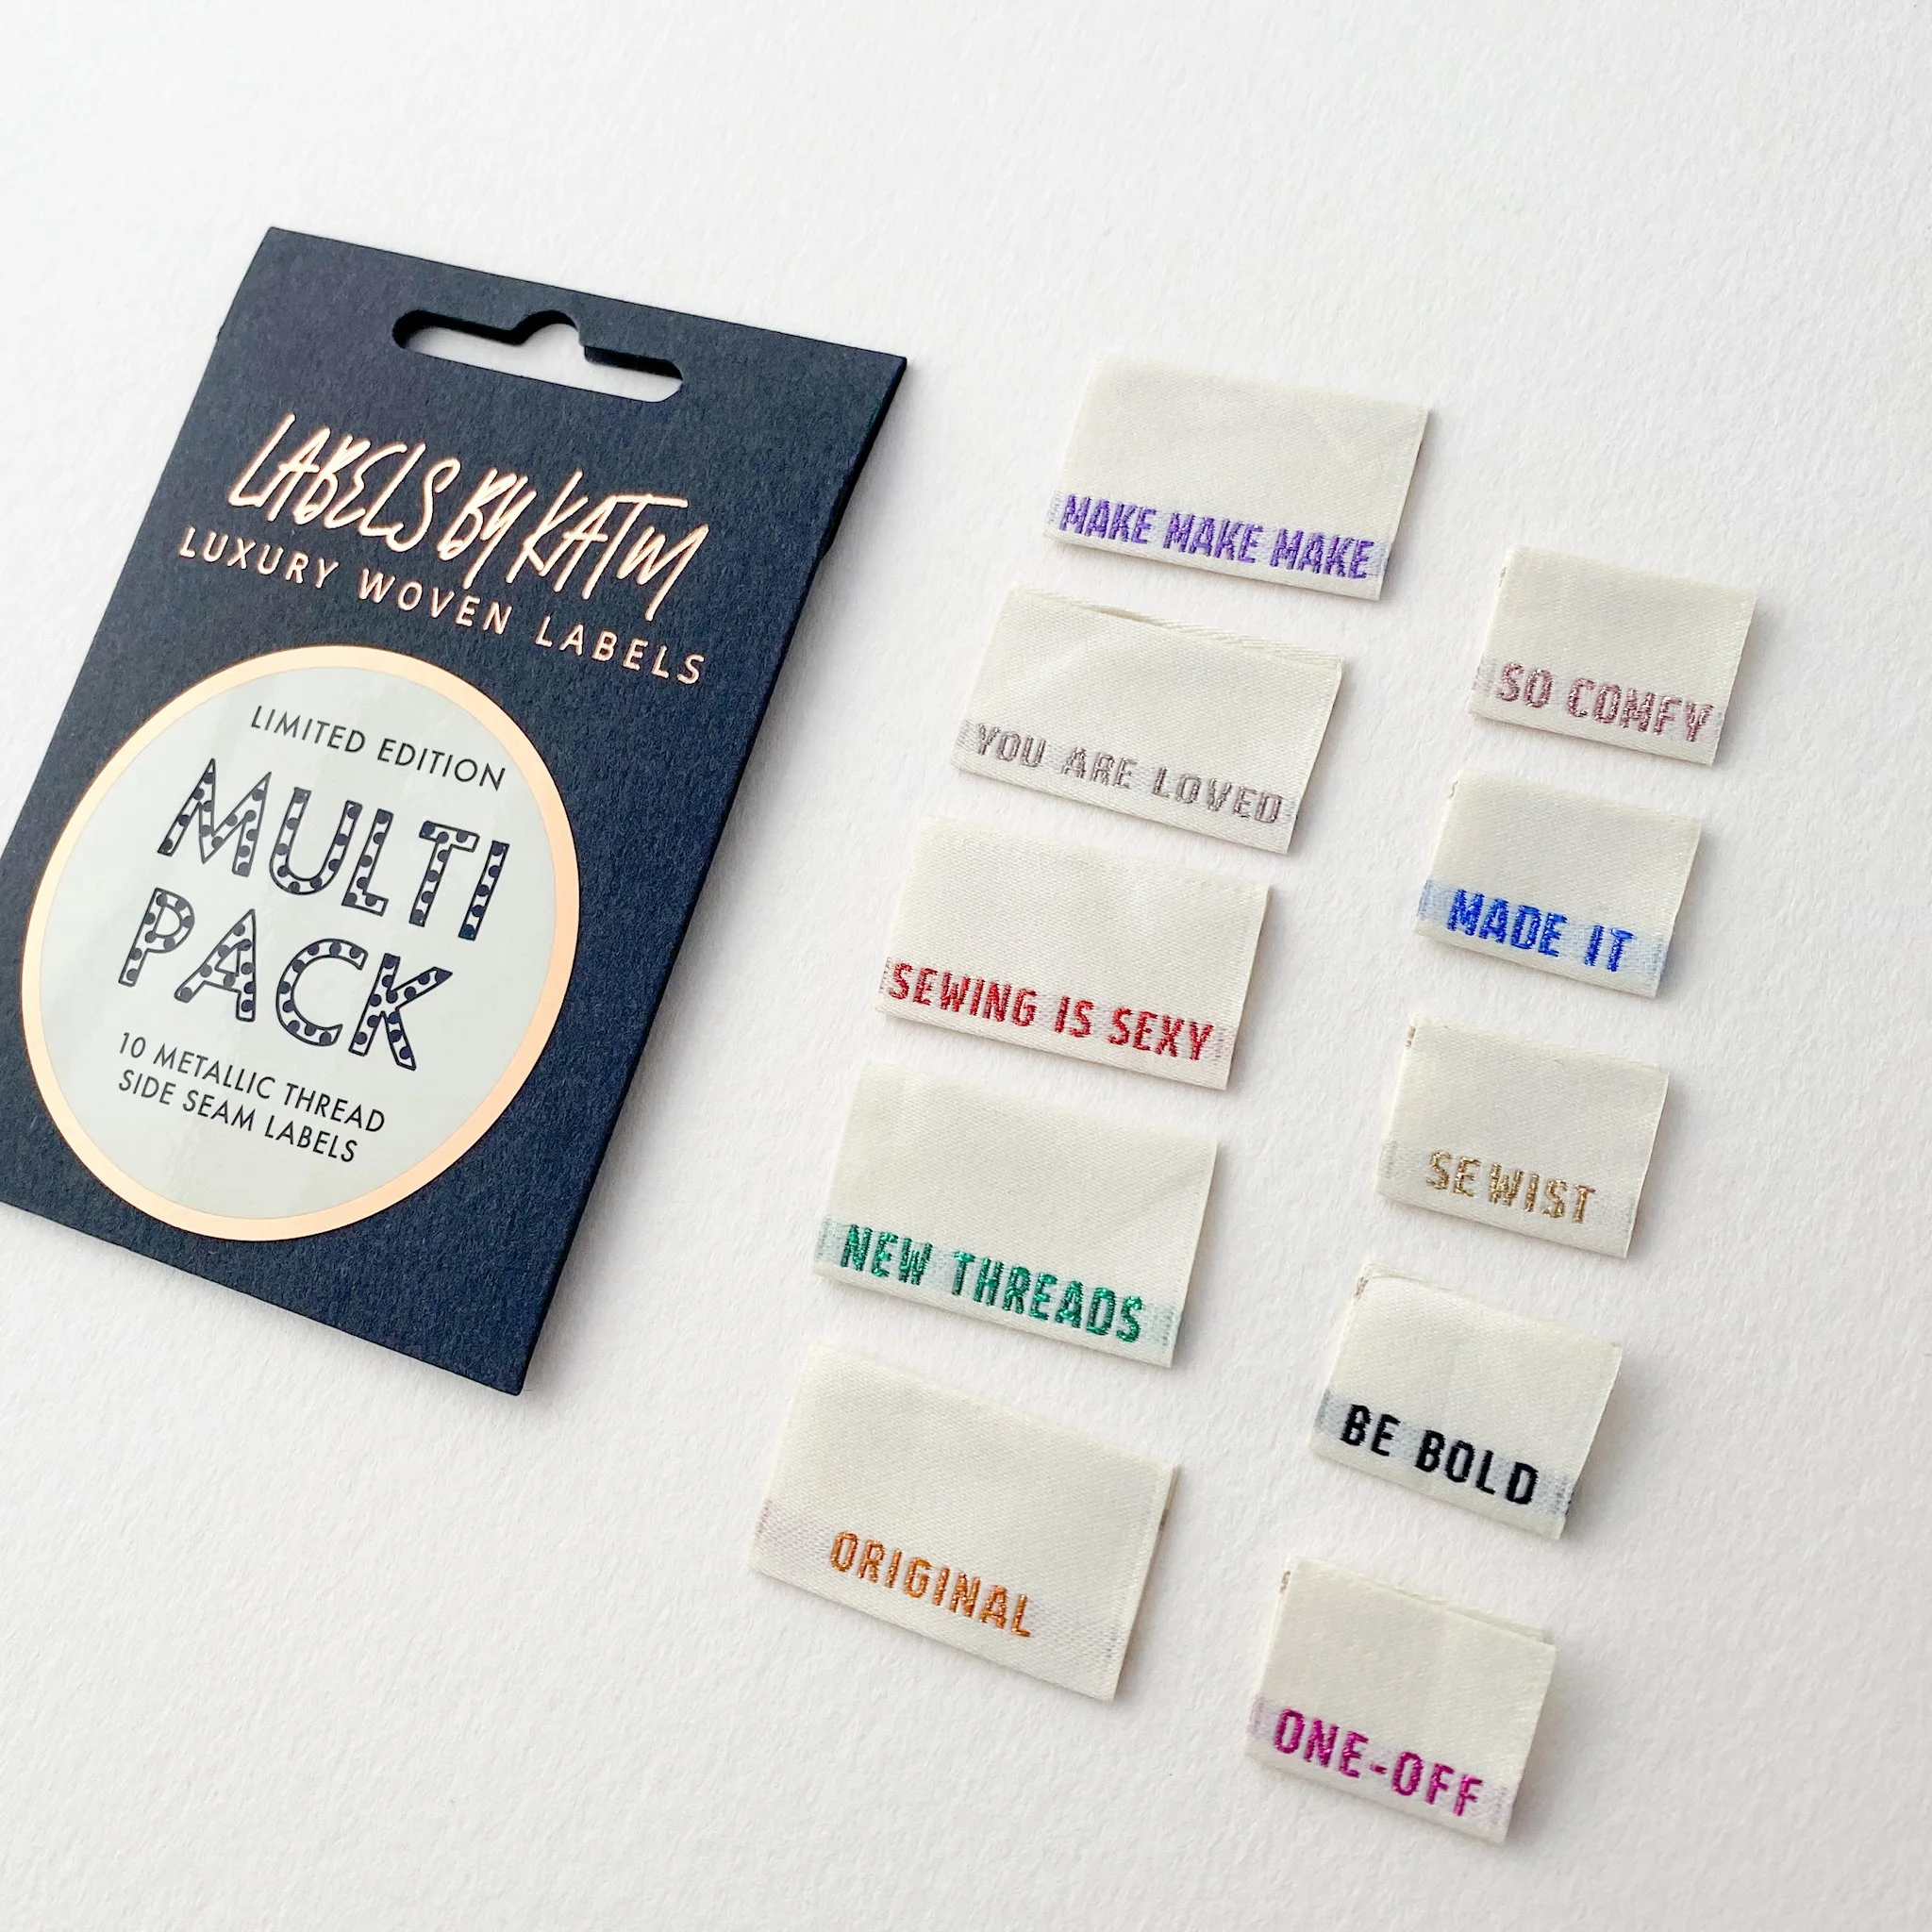 LABELS BY KATM
LUXURY WOVEN LABELS
LIMITED EDITION
MULTI
PACK
10 METALLIC THREAD
SIDE SEAM LABELS
MAKE MAKE MAKE
YOU ARE LOVED
SEWING IS SEXY
NEW THREADS
ORIGINAL
SO COMFY
MADE IT
SEWIST
BE BOLD
ONE-OFF